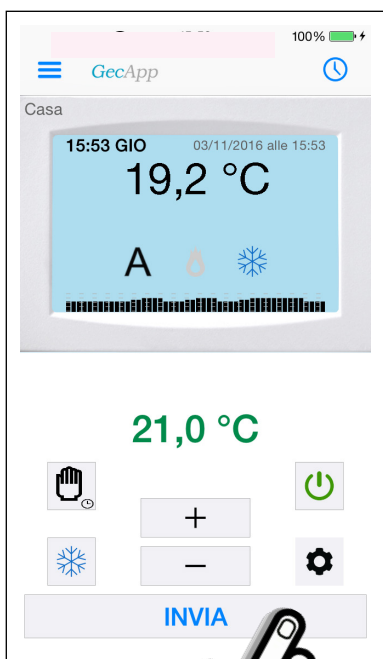 100%
GecApp
Casa
15:53 GIO 03/11/2016 alle 15:53
19,2 °C
A
21,0 °C
+
−
INVIA